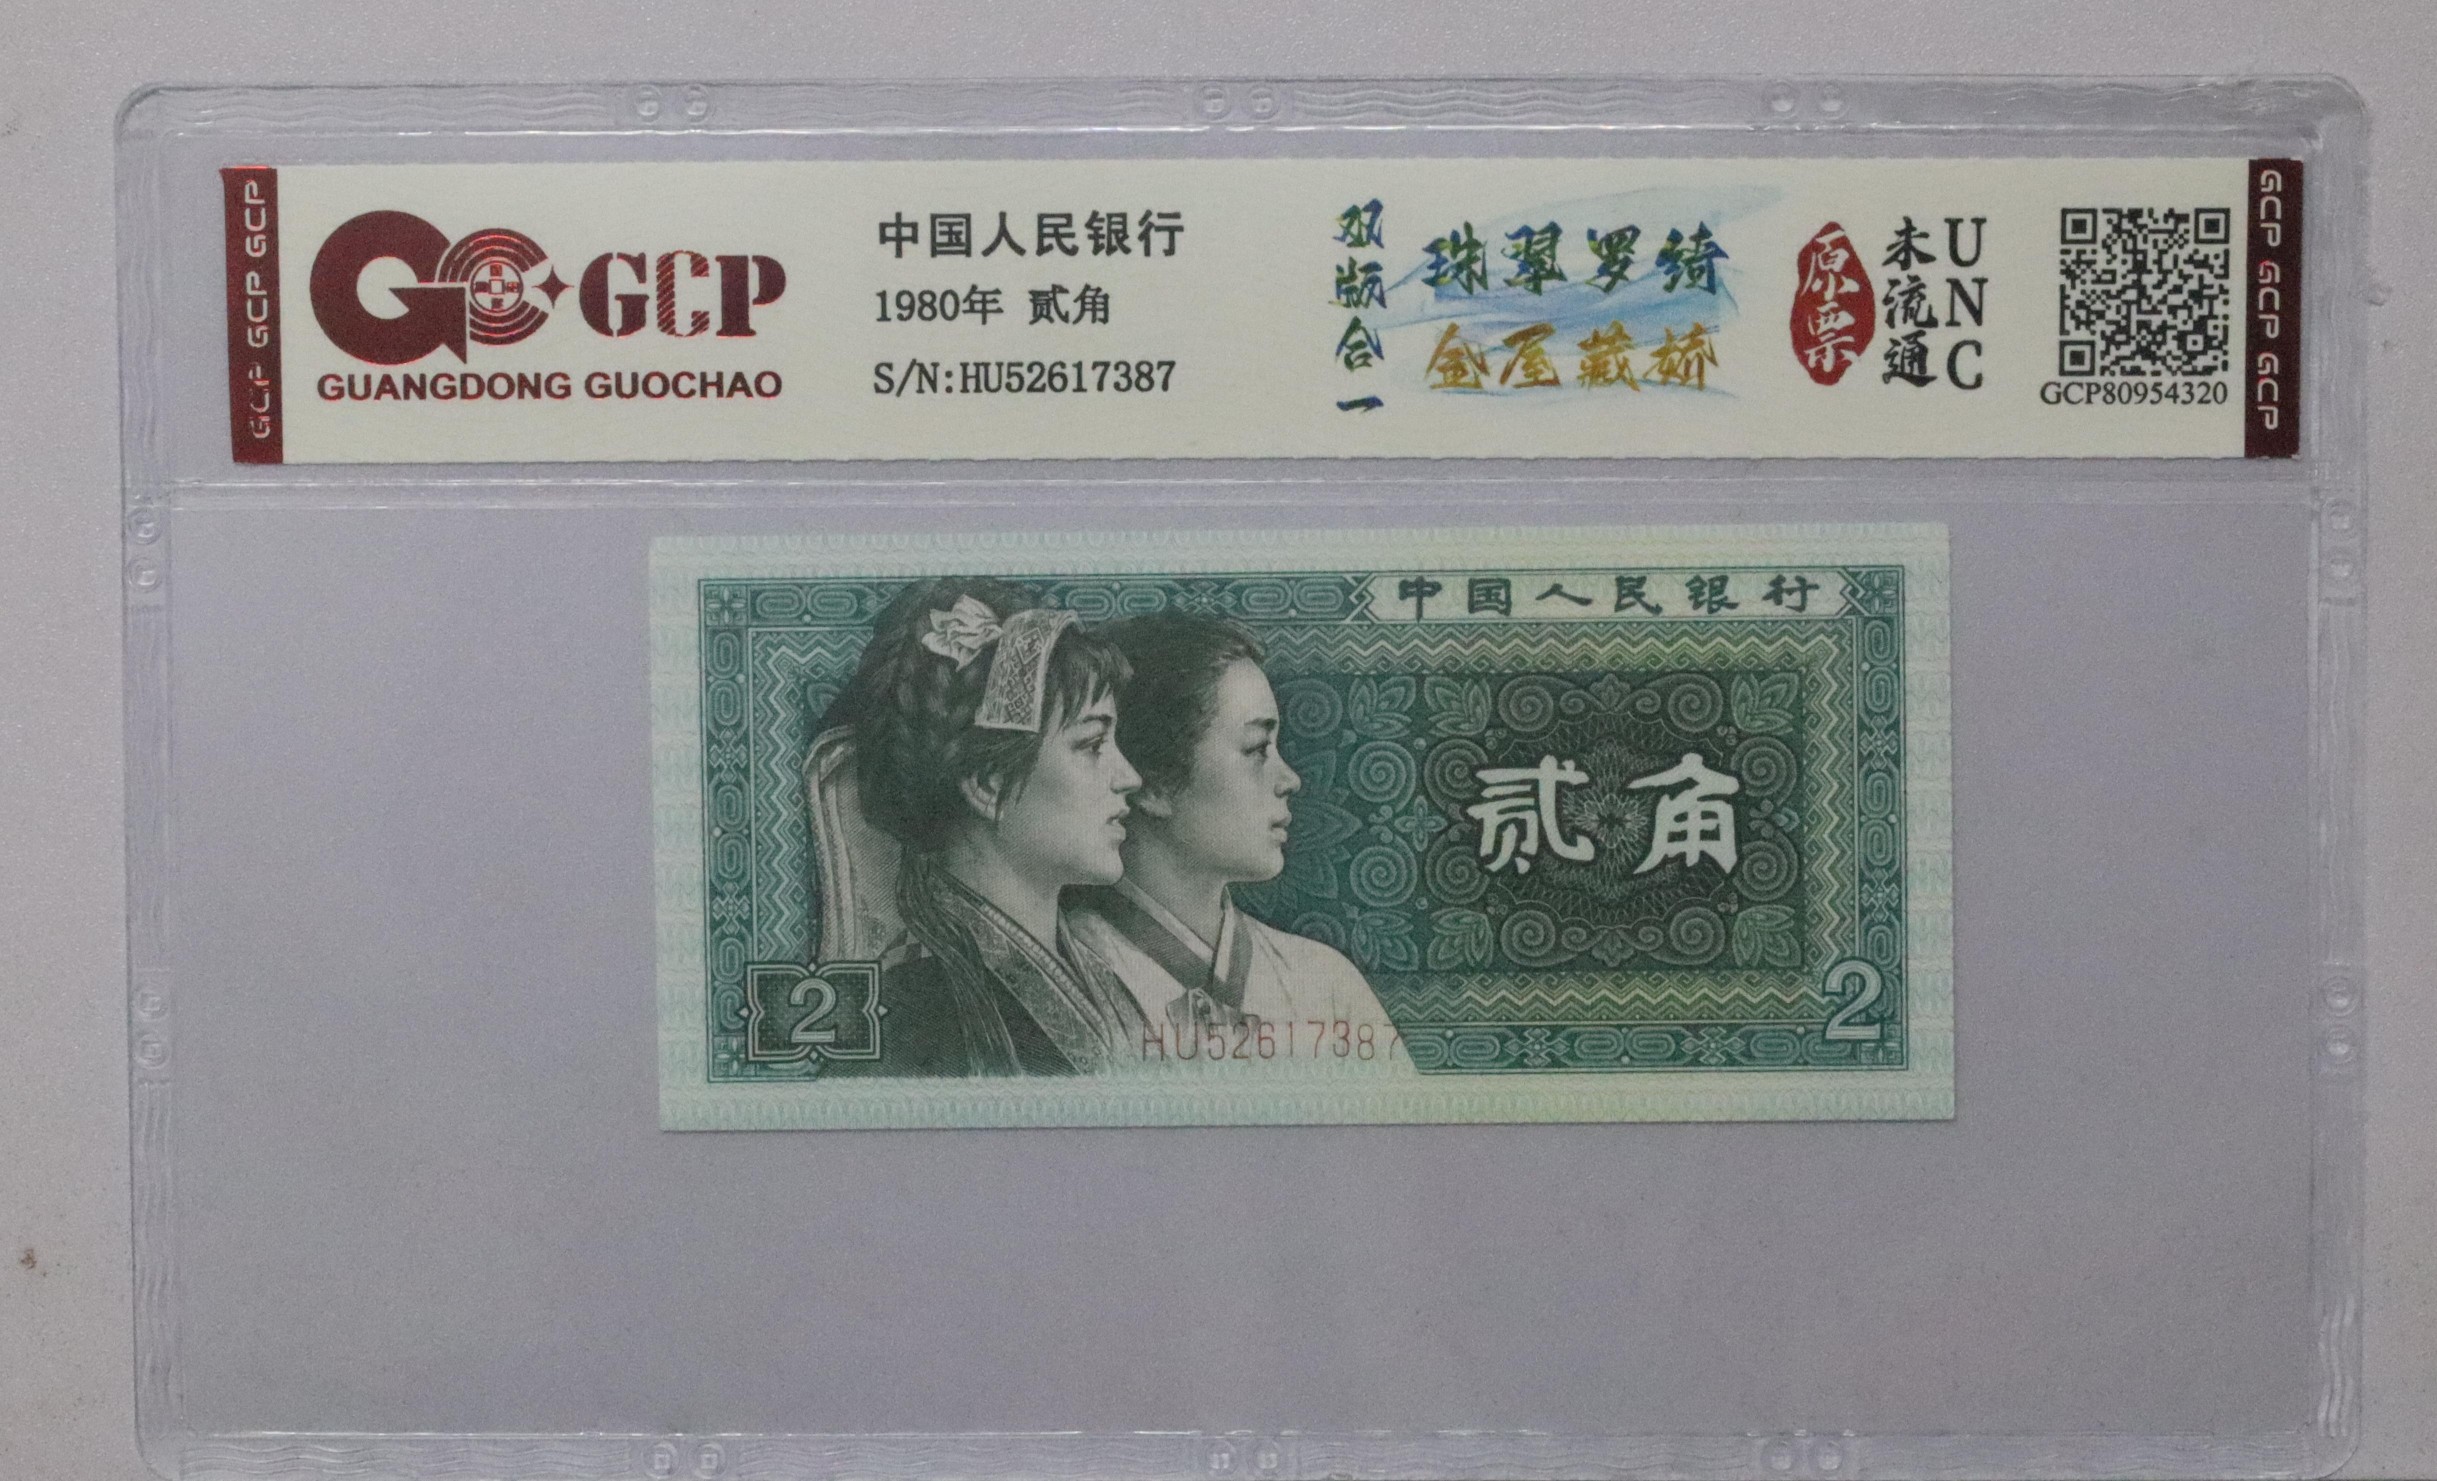 GCP GCP GCP
GCP
GUANGDONG GUOCHAO
中国人民银行
1980年 贰角
S/N:HU52617387
双版合一
珠翠罗绮
金屋藏娇
原票
未流通
UNC
GCP80954320
GCP GCP GCP
中国人民银行
贰角
2
HU52617387
2